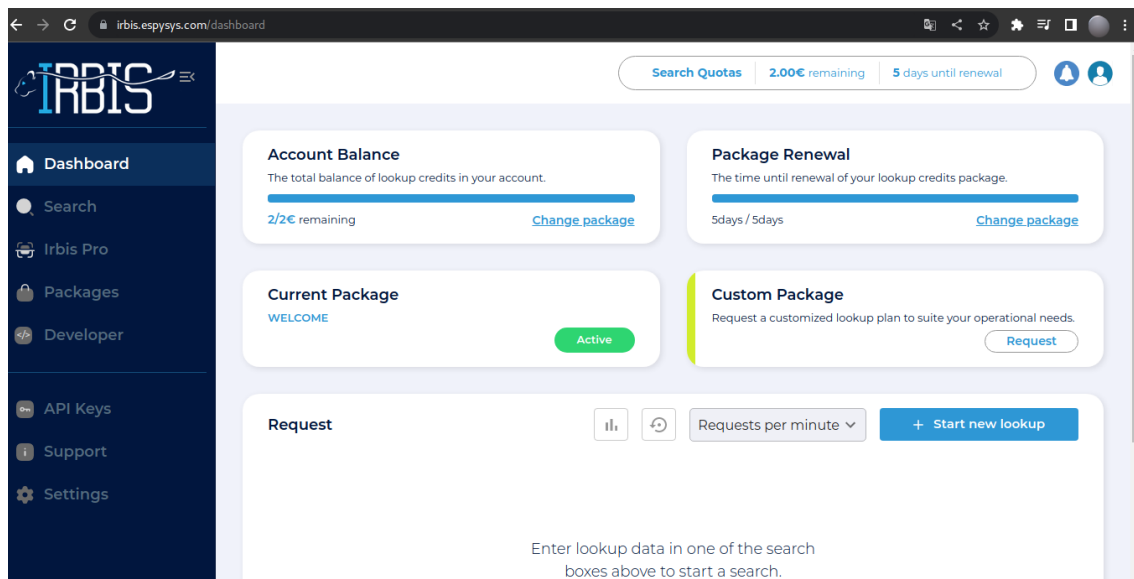 irbis.espysys.com/dashboard
IRBIS
Search Quotas 2.00€ remaining 5 days until renewal
Dashboard
Search
Irbis Pro
Packages
Developer
API Keys
Support
Settings
Account Balance
The total balance of lookup credits in your account.
2/2€ remaining Change package
Package Renewal
The time until renewal of your lookup credits package.
5days / 5days Change package
Current Package
WELCOME
Active
Custom Package
Request a customized lookup plan to suite your operational needs.
Request
Request Requests per minute + Start new lookup
Enter lookup data in one of the search
boxes above to start a search.